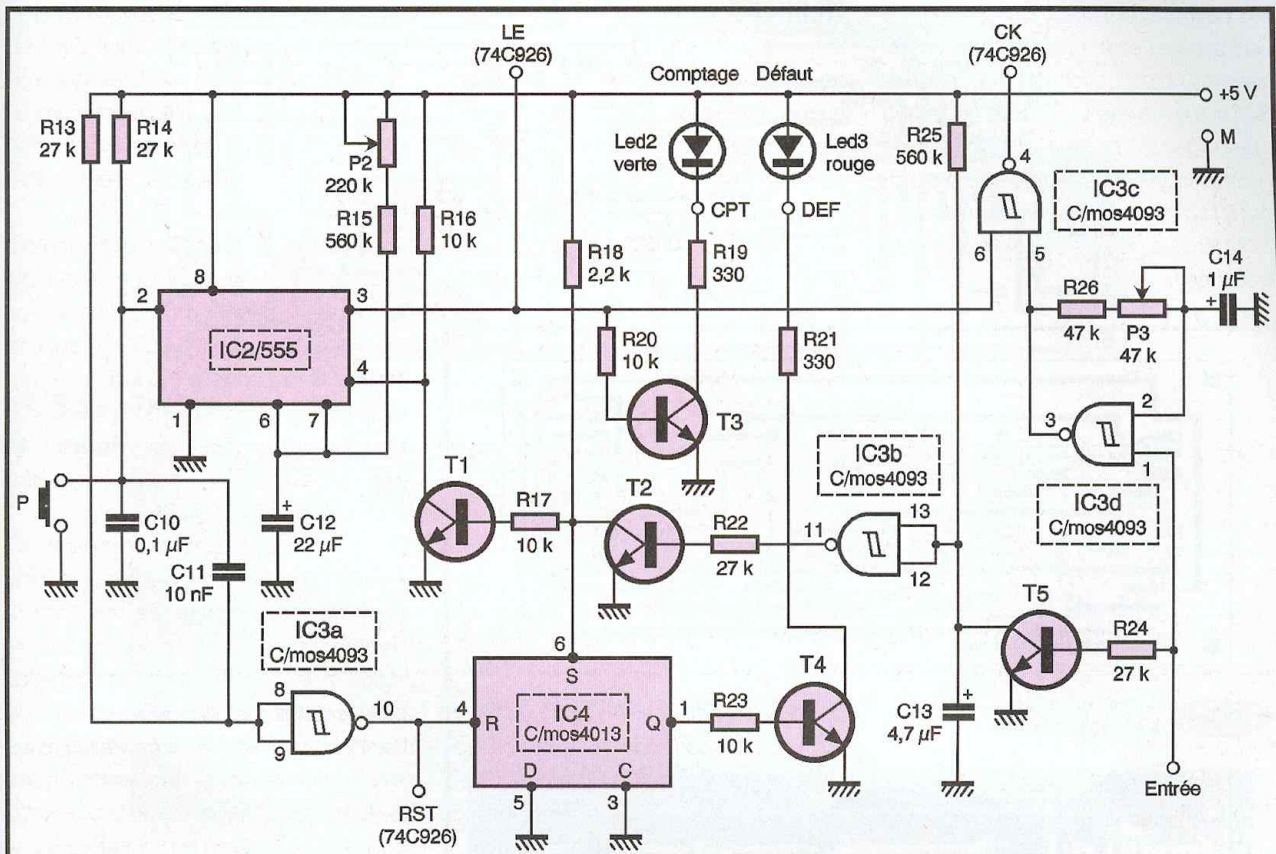 LE
(74C926)
CK
(74C926)
Comptage
Défaut
+5 V
M
R13
27 k
R14
27 k
P2
220 k
R15
560 k
R16
10 k
R18
2,2 k
Led2
verte
Led3
rouge
CPT
DEF
R19
330
R25
560 k
4
IC3c
C/mos4093
6
5
C14
1 µF
+
R26
47 k
P3
47 k
8
2
3
IC2/555
4
1
6
7
R20
10 k
T3
R21
330
3
2
1
IC3d
C/mos4093
IC3b
C/mos4093
P
C10
0,1 µF
C11
10 nF
+
C12
22 µF
T1
R17
10 k
T2
R22
27 k
11
13
12
T5
R24
27 k
IC3a
C/mos4093
8
9
10
4
6
S
R
IC4
C/mos4013
Q
D
C
5
3
1
R23
10 k
T4
+
C13
4,7 µF
Entrée
RST
(74C926)